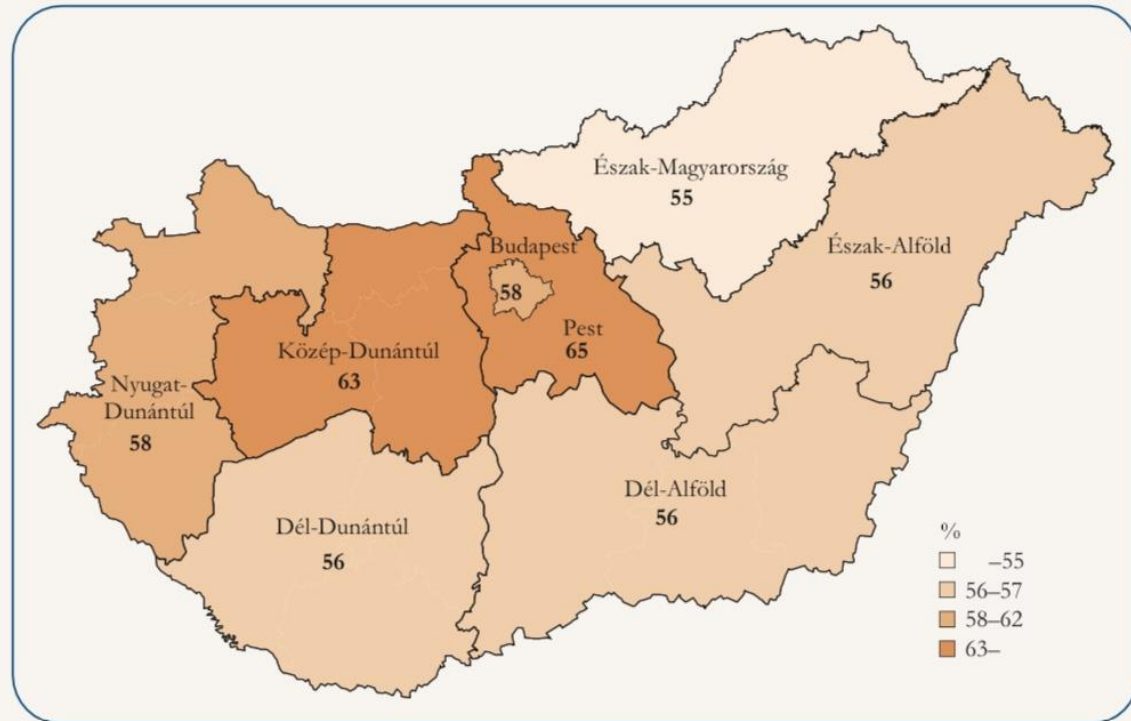 Észak-Magyarország
55
Budapest
58
Észak-Alföld
56
Pest
65
Közép-Dunántúl
63
Nyugat-
Dunántúl
58
Dél-Alföld
56
Dél-Dunántúl
56
%
–55
56–57
58–62
63–